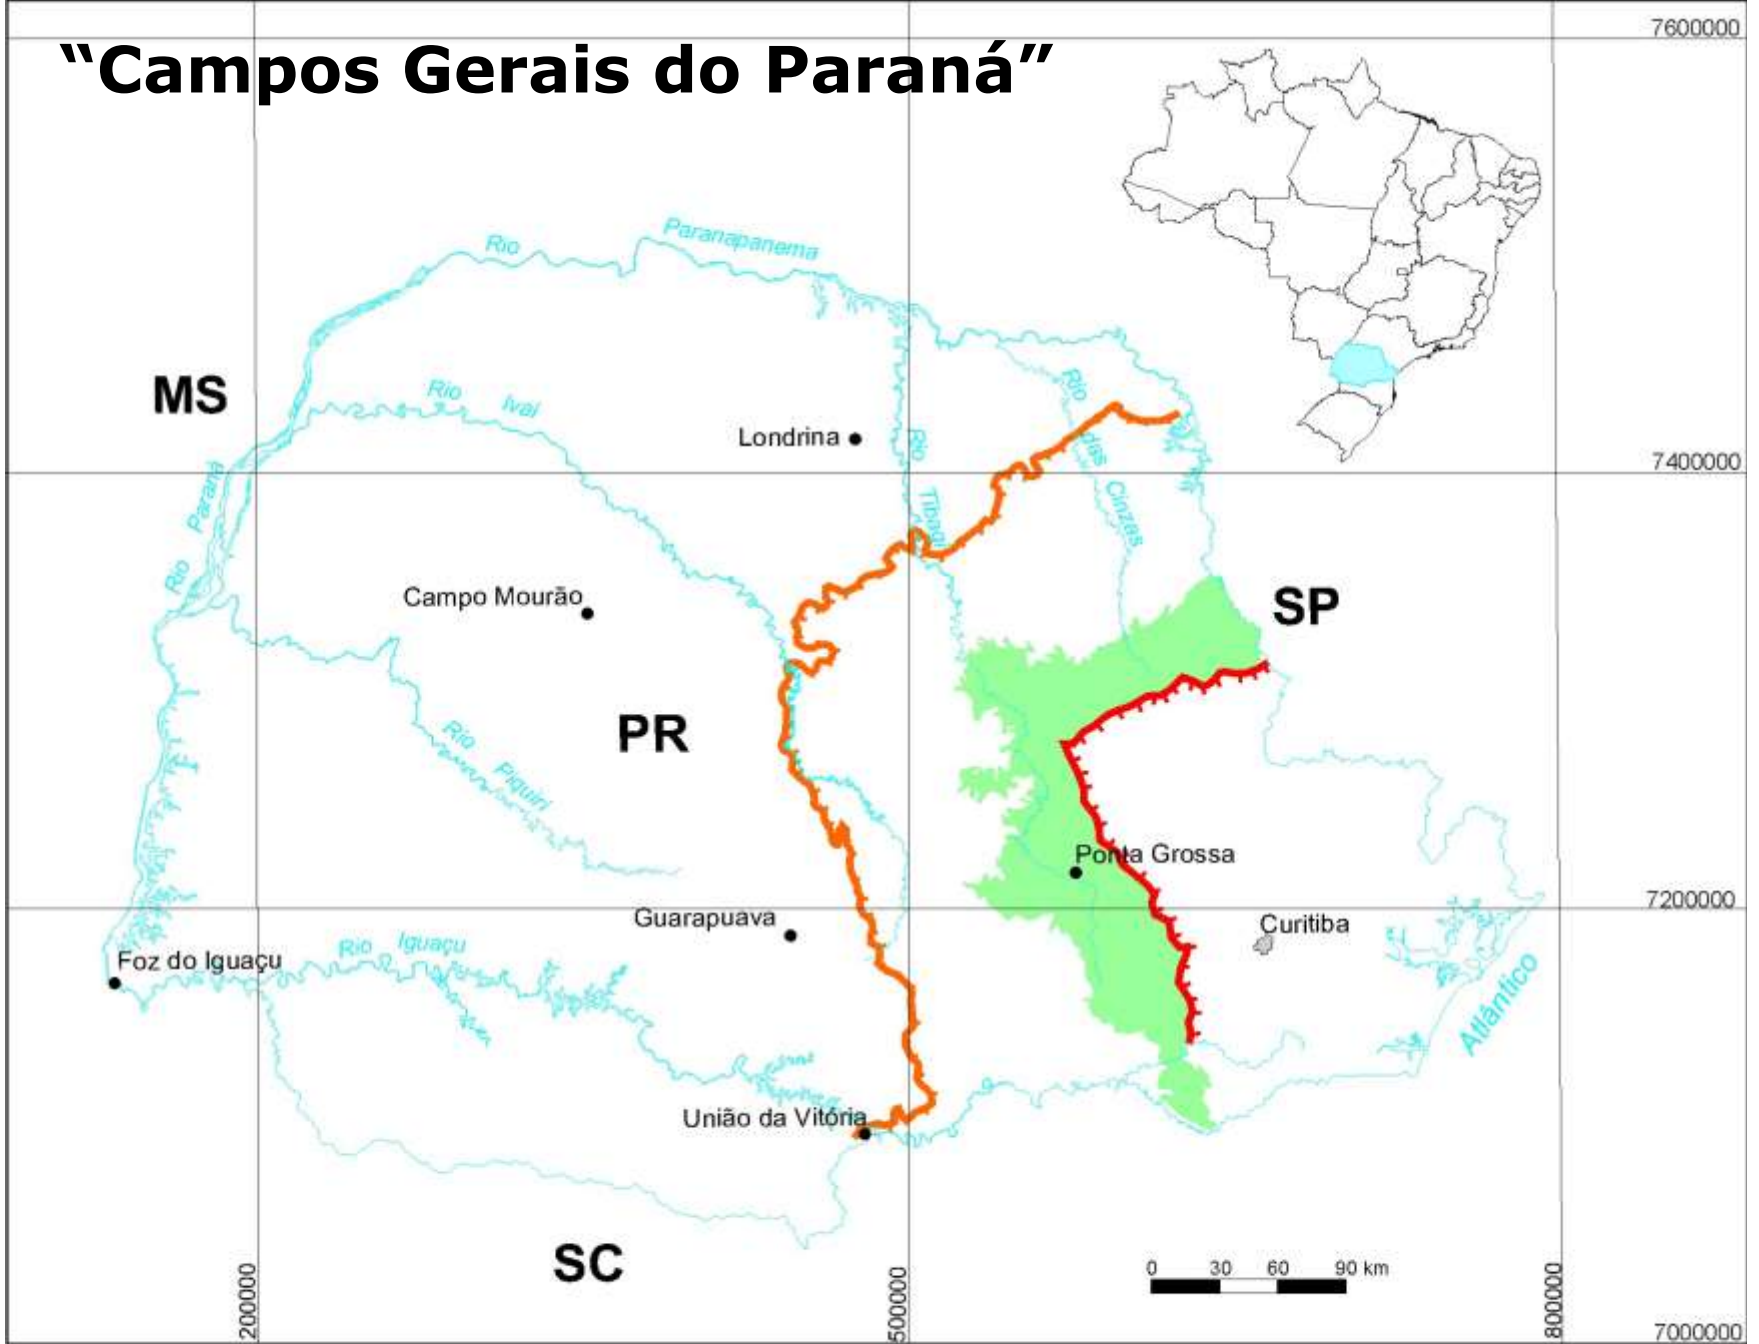 7600000
“Campos Gerais do Paraná”
Rio Paranapanema
MS
Rio Ivaí
Rio
das
Cinzas
Londrina
Rio
Tibagi
7400000
Rio Paraná
Campo Mourão
SP
PR
Rio Piquiri
Ponta Grossa
7200000
Guarapuava
Curitiba
Rio Iguaçu
Foz do Iguaçu
Atlântico
União da Vitória
SC
0 30 60 90 km
200000
500000
800000
7000000